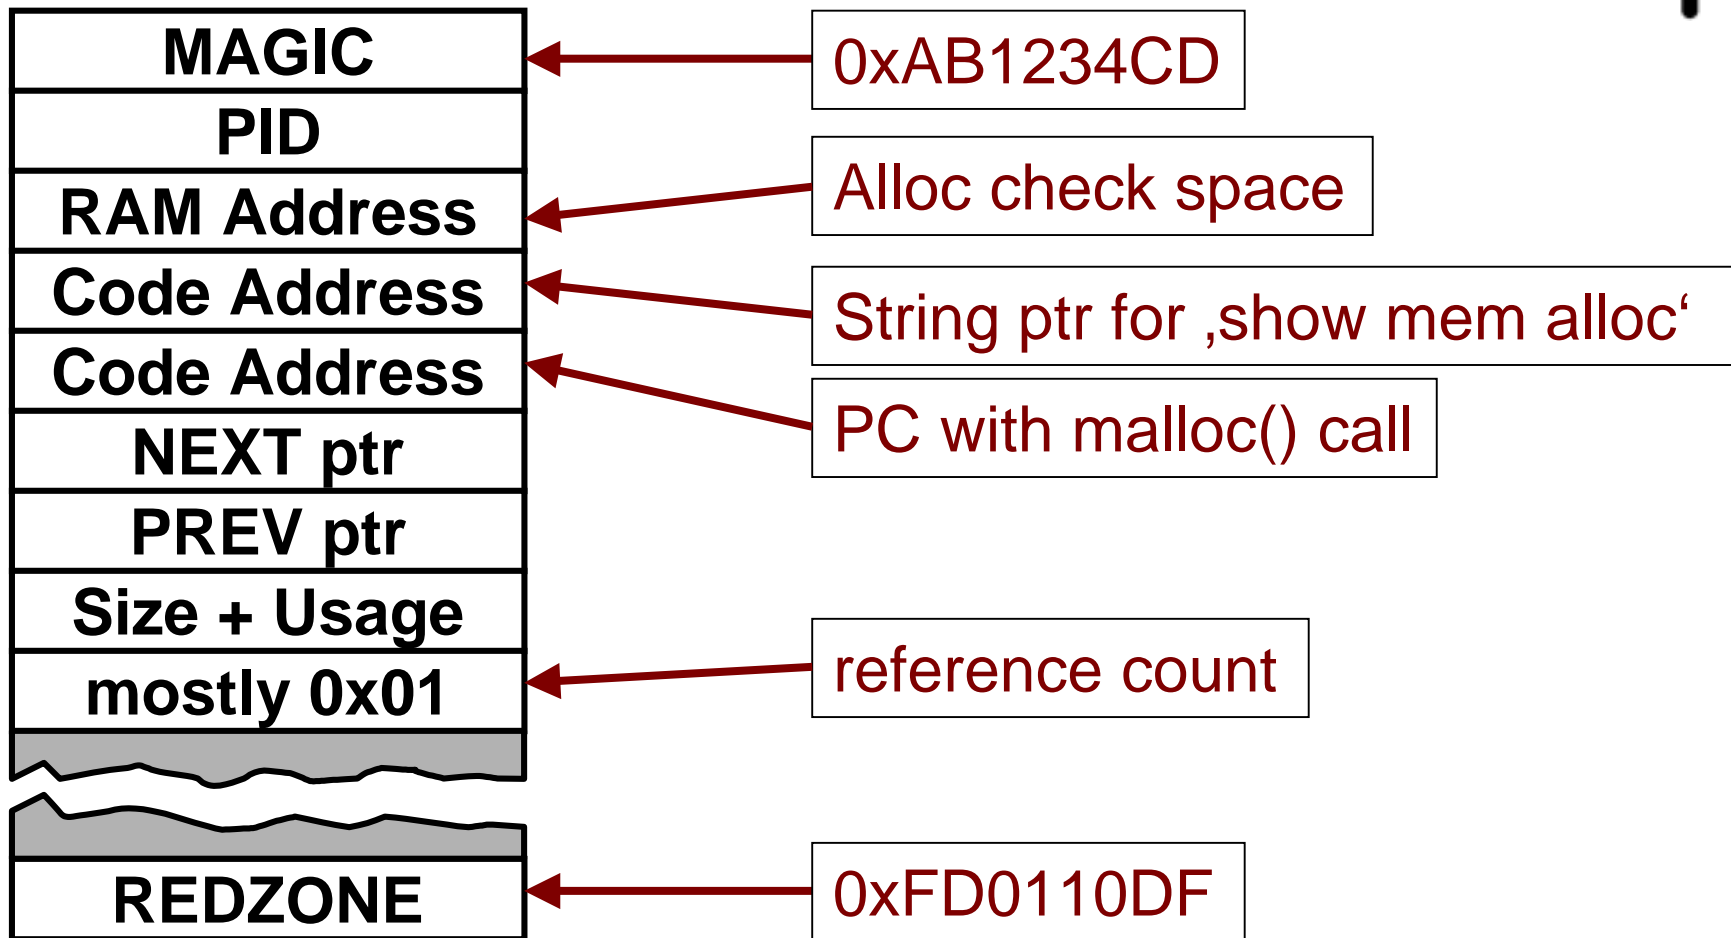 MAGIC
0xAB1234CD
PID
RAM Address
Alloc check space
Code Address
String ptr for ‚show mem alloc‘
Code Address
PC with malloc() call
NEXT ptr
PREV ptr
Size + Usage
mostly 0x01
reference count
REDZONE
0xFD0110DF